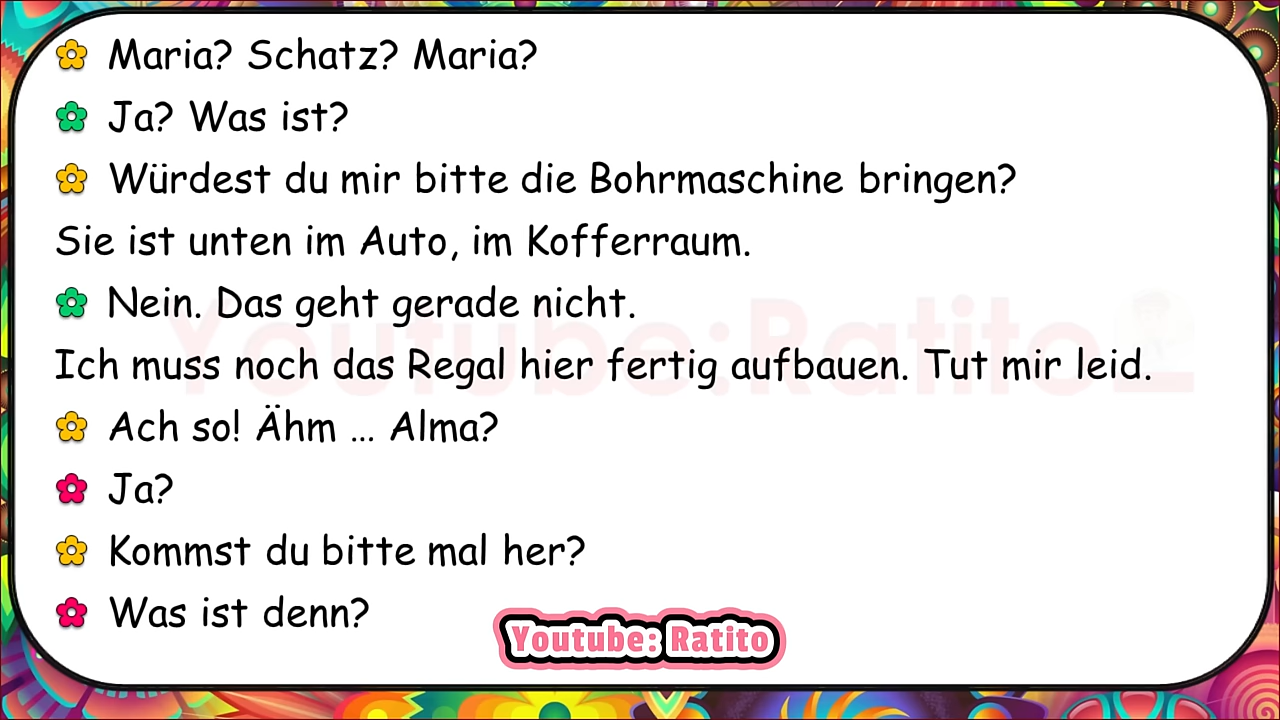 Maria? Schatz? Maria?
Ja? Was ist?
Würdest du mir bitte die Bohrmaschine bringen?
Sie ist unten im Auto, im Kofferraum.
Nein. Das geht gerade nicht.
Youtube:Ratito
Ich muss noch das Regal hier fertig aufbauen. Tut mir leid.
Ach so! Ähm ... Alma?
Ja?
Kommst du bitte mal her?
Was ist denn?
Youtube: Ratito